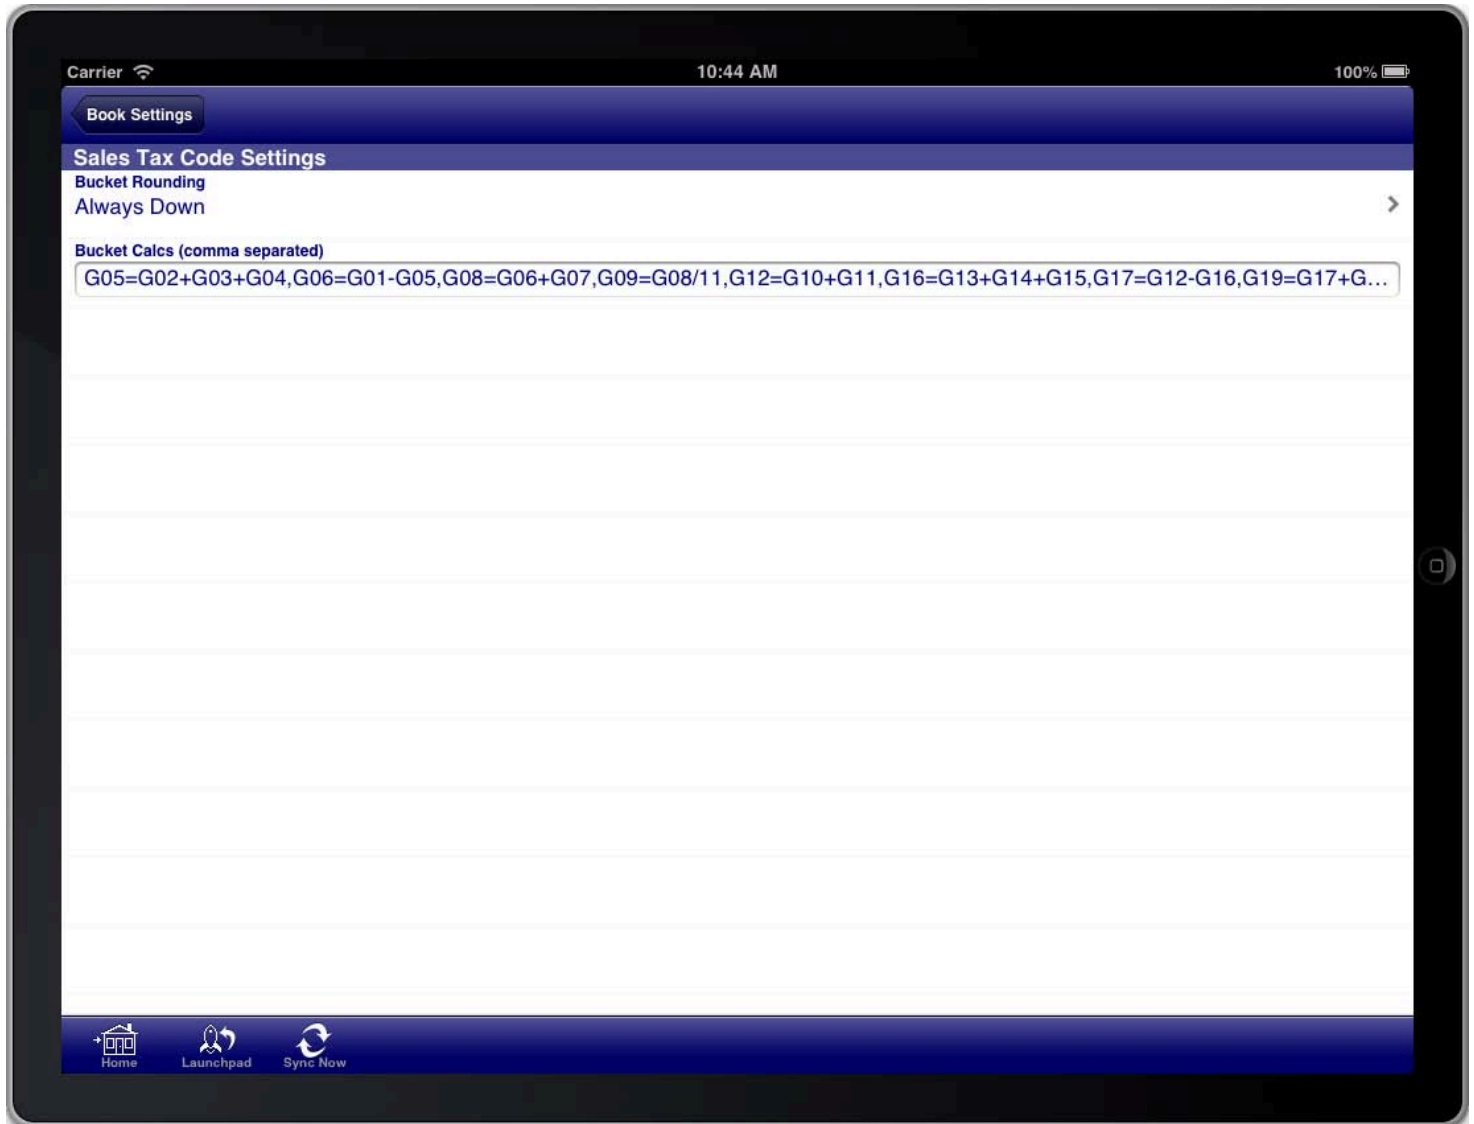 Carrier
10:44 AM
100%
Book Settings
Sales Tax Code Settings
Bucket Rounding
Always Down
Bucket Calcs (comma separated)
G05=G02+G03+G04,G06=G01-G05,G08=G06+G07,G09=G08/11,G12=G10+G11,G16=G13+G14+G15,G17=G12-G16,G19=G17+G...
Home
Launchpad
Sync Now